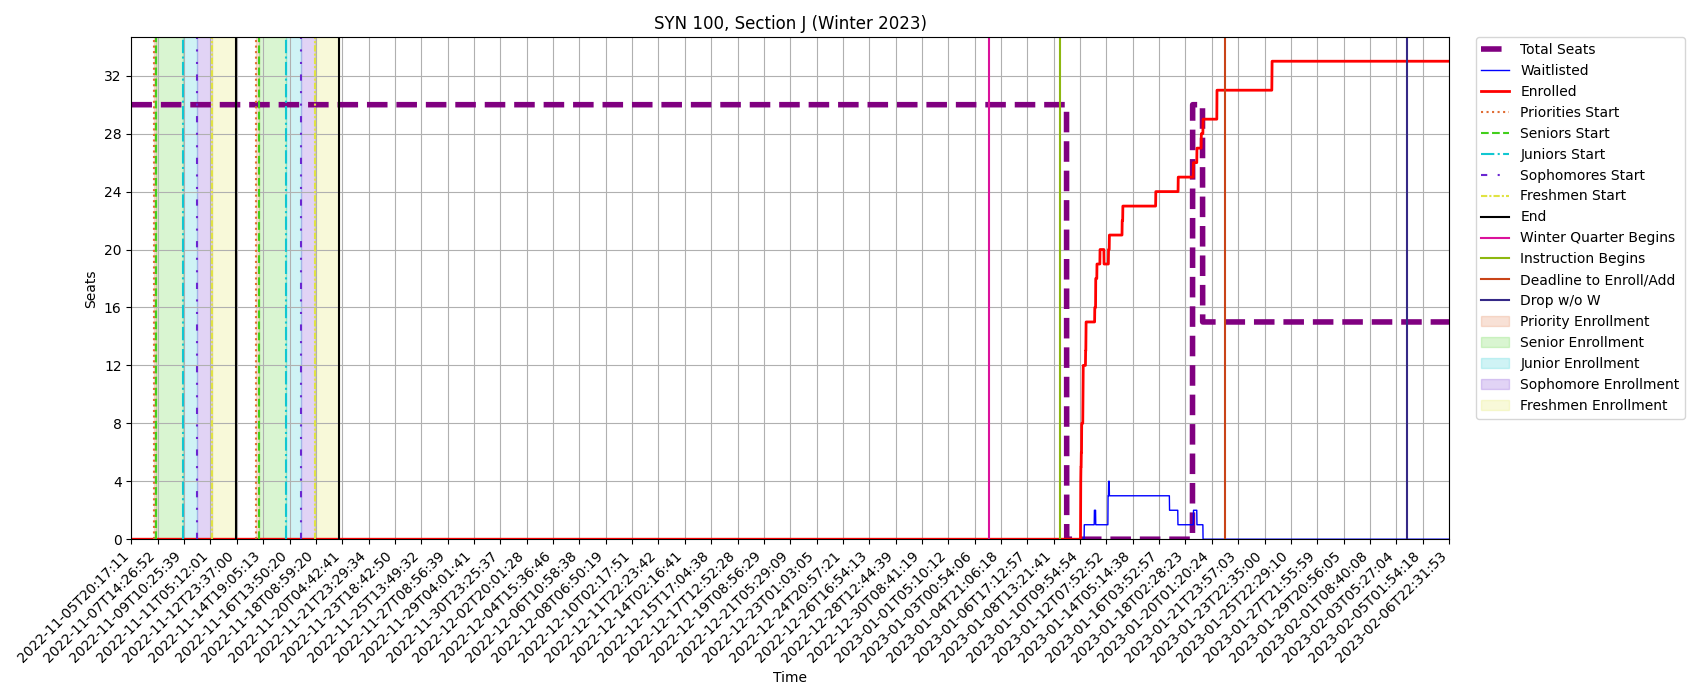 SYN 100, Section J (Winter 2023)
Seats
32
28
24
20
16
12
8
4
0
2022-11-05T20:17:11
2022-11-07T14:26:52
2022-11-09T10:25:39
2022-11-11T05:12:01
2022-11-12T23:37:00
2022-11-14T19:05:13
2022-11-16T13:50:20
2022-11-18T08:59:20
2022-11-20T04:42:41
2022-11-21T23:29:34
2022-11-23T18:42:50
2022-11-25T13:49:32
2022-11-27T08:56:39
2022-11-29T04:01:41
2022-11-30T23:25:37
2022-12-02T20:01:28
2022-12-04T15:36:46
2022-12-06T10:58:38
2022-12-08T06:50:19
2022-12-10T02:17:51
2022-12-11T22:23:42
2022-12-14T02:16:41
2022-12-15T17:04:38
2022-12-17T12:52:28
2022-12-19T08:56:29
2022-12-21T05:29:09
2022-12-23T01:03:05
2022-12-24T20:57:21
2022-12-26T16:54:13
2022-12-28T12:44:39
2022-12-30T08:41:19
2023-01-01T05:10:12
2023-01-03T00:54:06
2023-01-04T21:06:18
2023-01-06T17:12:57
2023-01-08T13:21:41
2023-01-10T09:54:54
2023-01-12T07:52:52
2023-01-14T05:14:38
2023-01-16T03:52:57
2023-01-18T02:28:23
2023-01-20T01:20:24
2023-01-21T23:57:03
2023-01-23T22:35:00
2023-01-25T22:29:10
2023-01-27T21:55:59
2023-01-29T20:56:05
2023-02-01T08:40:08
2023-02-03T05:27:04
2023-02-05T01:54:18
2023-02-06T22:31:53
Time
Total Seats
Waitlisted
Enrolled
Priorities Start
Seniors Start
Juniors Start
Sophomores Start
Freshmen Start
End
Winter Quarter Begins
Instruction Begins
Deadline to Enroll/Add
Drop w/o W
Priority Enrollment
Senior Enrollment
Junior Enrollment
Sophomore Enrollment
Freshmen Enrollment